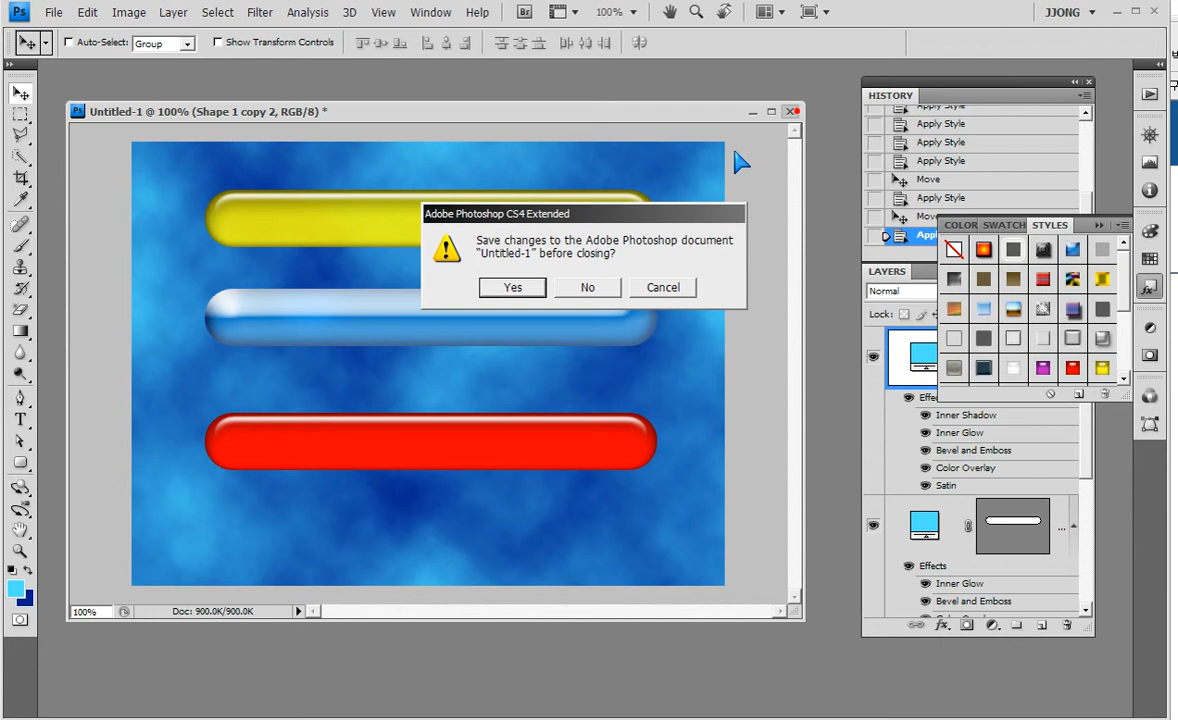 Ps File Edit Image Layer Select Filter Analysis 3D View Window Help Br 100% JJONG
Auto-Select: Group Show Transform Controls
Ps Untitled-1 @ 100% (Shape 1 copy 2, RGB/8) *
HISTORY
Apply Style
Apply Style
Apply Style
Move
Apply Style
COLOR SWATCH STYLES
Adobe Photoshop CS4 Extended
Save changes to the Adobe Photoshop document
"Untitled-1" before closing?
Yes No Cancel
LAYERS
Normal
Lock:
Inner Shadow
Inner Glow
Bevel and Emboss
Color Overlay
Satin
...
Effects
Inner Glow
Bevel and Emboss
100% Doc: 900.0K/900.0K
fx
T